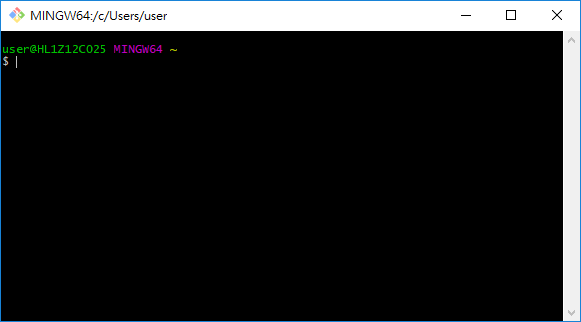 MINGW64:/c/Users/user
user@HL1Z12C025 MINGW64 ~
$